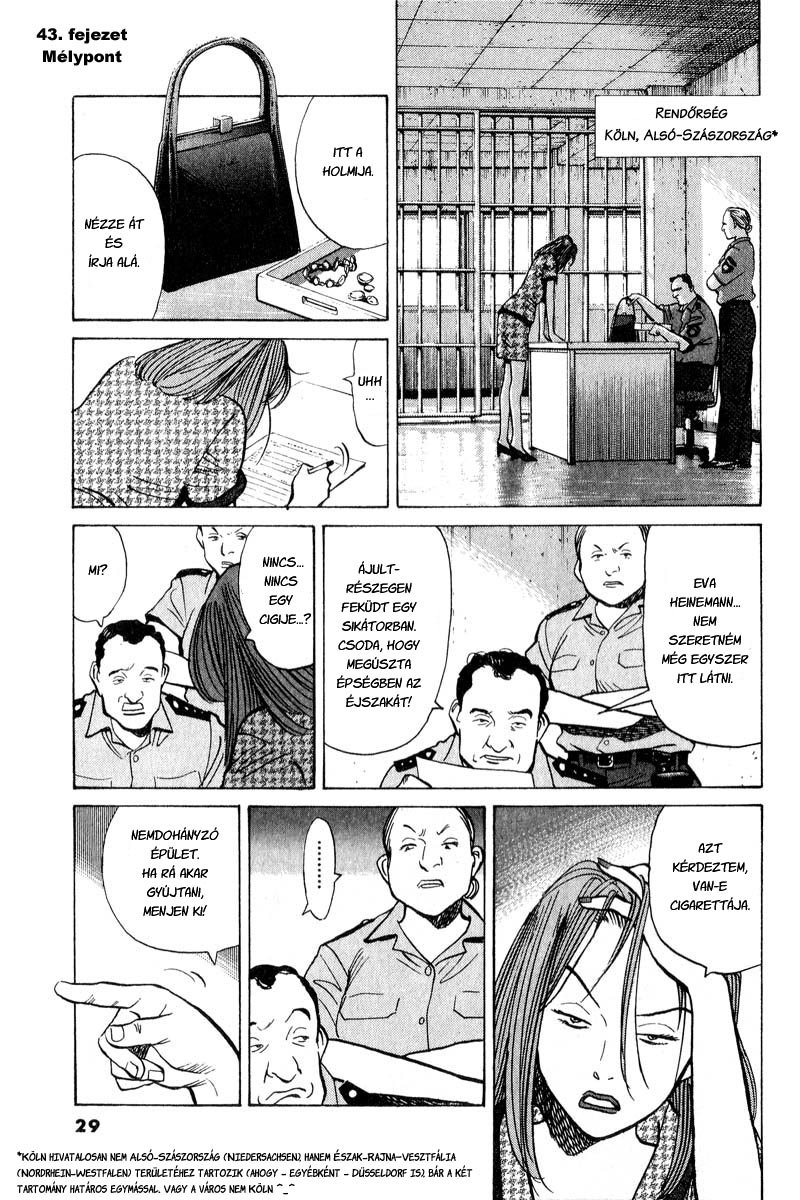 43. fejezet
Mélypont
Rendőrség
Köln, Alsó-Szászország*
ITT A
HOLMIJA.
NÉZZE ÁT
ÉS
ÍRJA ALÁ.
UHH
...
EVA
HEINEMANN...
NEM
SZERETNÉM
MÉG EGYSZER
ITT LÁTNI.
ÁJULT-
RÉSZEGEN
FEKÜDT EGY
SIKÁTORBAN.
CSODA, HOGY
MEGÚSZTA
ÉPSÉGBEN AZ
ÉJSZAKÁT!
NINCS...
NINCS
EGY
CIGIJE...?
MI?
AZT
KÉRDEZTEM,
VAN-E
CIGARETTÁJA.
........
NEMDOHÁNYZÓ
ÉPÜLET.
HA RÁ AKAR
GYÚJTANI,
MENJEN KI!
29
*KÖLN HIVATALOSAN NEM ALSÓ-SZÁSZORSZÁG (NIEDERSACHSEN), HANEM ÉSZAK-RAJNA-VESZTFÁLIA
(NORDRHEIN-WESTFALEN) TERÜLETÉHEZ TARTOZIK (AHOGY - EGYÉBKÉNT - DÜSSELDORF IS), BÁR A KÉT
TARTOMÁNY HATÁROS EGYMÁSSAL. VAGY A VÁROS NEM KÖLN ^_^